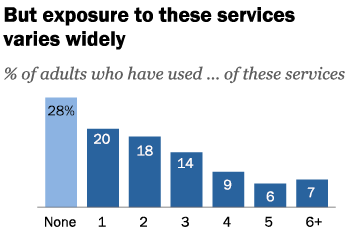 But exposure to these services
varies widely
% of adults who have used ... of these services
28%
20
18
14
9
6
7
None 1 2 3 4 5 6+